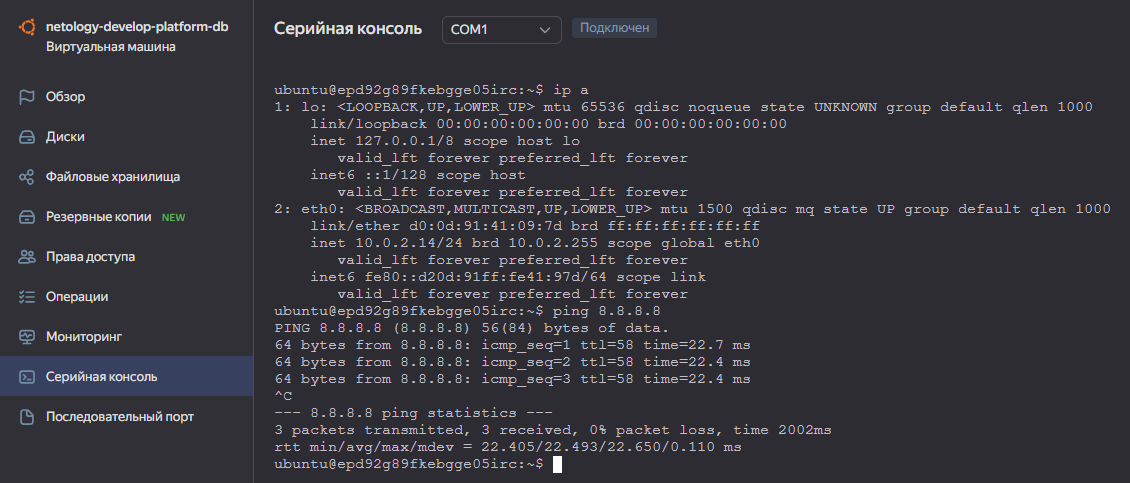 netology-develop-platform-db
Виртуальная машина
Обзор
Диски
Файловые хранилища
Резервные копии NEW
Права доступа
Операции
Мониторинг
Серийная консоль
Последовательный порт
Серийная консоль COM1 Подключен
ubuntu@epd92g89fkebgge05irc:~$ ip a
1: lo: <LOOPBACK,UP,LOWER_UP> mtu 65536 qdisc noqueue state UNKNOWN group default qlen 1000
link/loopback 00:00:00:00:00:00 brd 00:00:00:00:00:00
inet 127.0.0.1/8 scope host lo
valid_lft forever preferred_lft forever
inet6 ::1/128 scope host
valid_lft forever preferred_lft forever
2: eth0: <BROADCAST,MULTICAST,UP,LOWER_UP> mtu 1500 qdisc mq state UP group default qlen 1000
link/ether d0:0d:91:41:09:7d brd ff:ff:ff:ff:ff:ff
inet 10.0.2.14/24 brd 10.0.2.255 scope global eth0
valid_lft forever preferred_lft forever
inet6 fe80::d20d:91ff:fe41:97d/64 scope link
valid_lft forever preferred_lft forever
ubuntu@epd92g89fkebgge05irc:~$ ping 8.8.8.8
PING 8.8.8.8 (8.8.8.8) 56(84) bytes of data.
64 bytes from 8.8.8.8: icmp_seq=1 ttl=58 time=22.7 ms
64 bytes from 8.8.8.8: icmp_seq=2 ttl=58 time=22.4 ms
64 bytes from 8.8.8.8: icmp_seq=3 ttl=58 time=22.4 ms
^C
--- 8.8.8.8 ping statistics ---
3 packets transmitted, 3 received, 0% packet loss, time 2002ms
rtt min/avg/max/mdev = 22.405/22.493/22.650/0.110 ms
ubuntu@epd92g89fkebgge05irc:~$